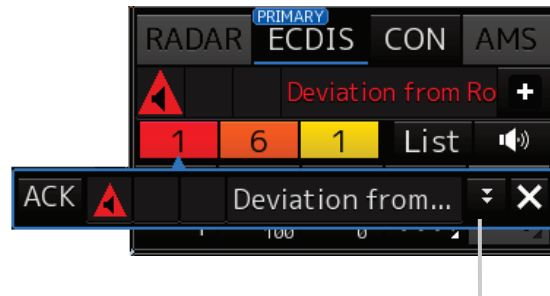 PRIMARY
RADAR ECDIS CON AMS
Deviation from Ro
1 6 1 List
ACK Deviation from...